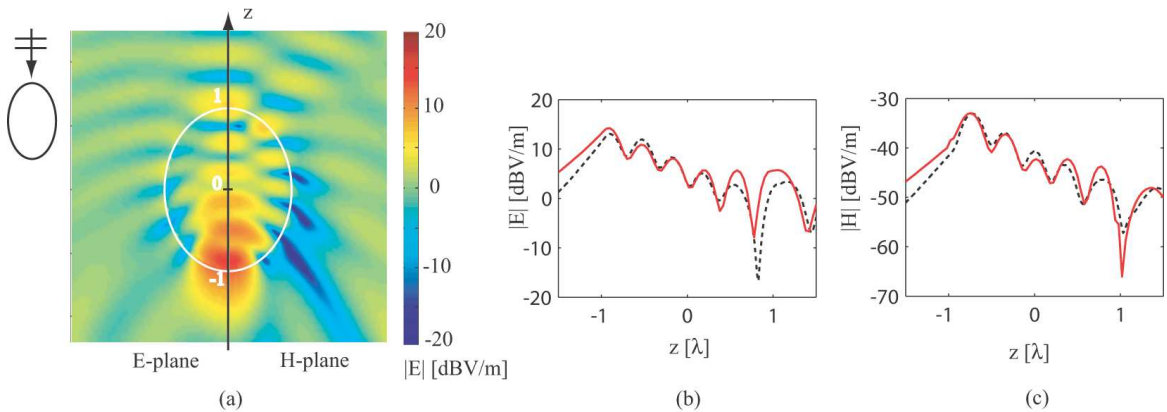 z
1
0
-1
20
10
0
-10
-20
E-plane
H-plane
|E| [dBV/m]
(a)
20
10
0
-10
-20
|E| [dBV/m]
-1
0
1
z [λ]
(b)
-30
-40
-50
-60
-70
|H| [dBV/m]
-1
0
1
z [λ]
(c)